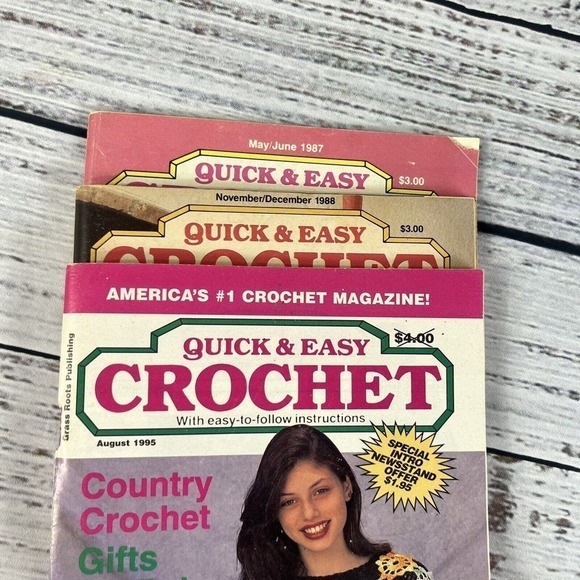 May/June 1987
QUICK & EASY
$3.00
November/December 1988
QUICK & EASY
$3.00
CROCHET
AMERICA'S #1 CROCHET MAGAZINE!
Grass Roots Publishing
$4.00
QUICK & EASY
CROCHET
With easy-to-follow instructions
August 1995
SPECIAL
INTRO
NEWSSTAND
OFFER
$1.95
Country
Crochet
Gifts